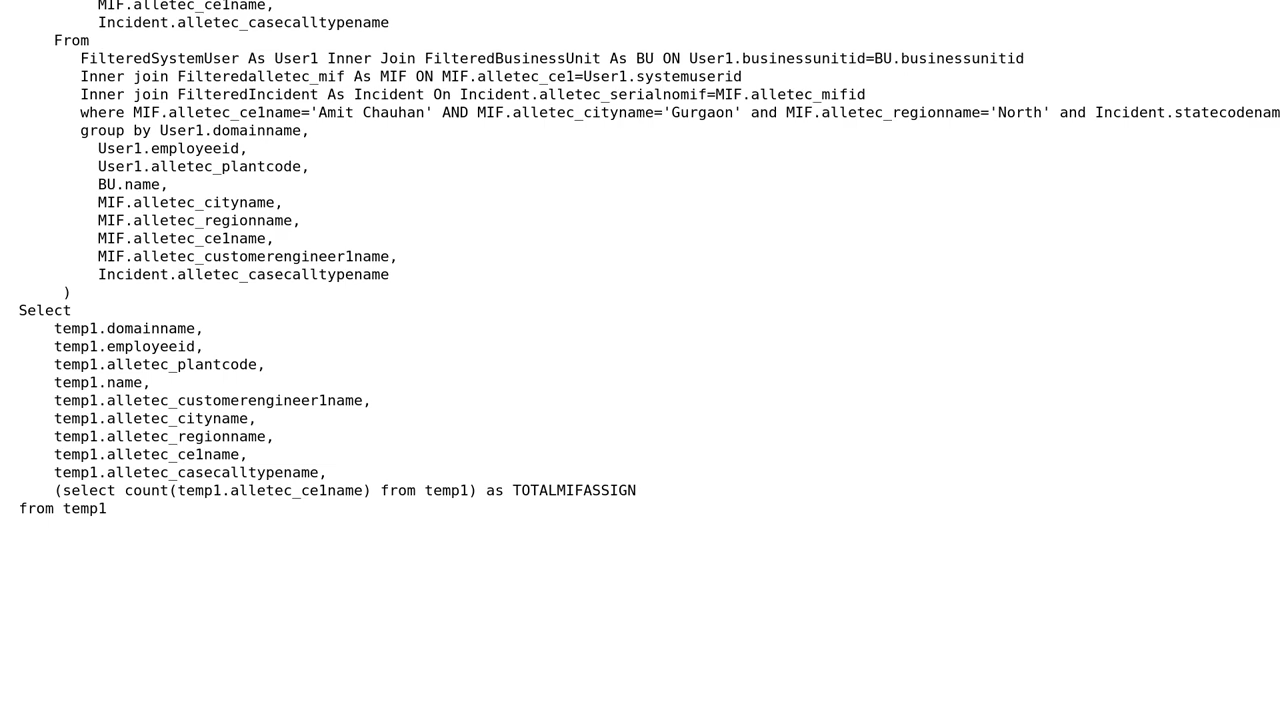 MIF.alletec_ce1name,
Incident.alletec_casecalltypename
From
FilteredSystemUser As User1 Inner Join FilteredBusinessUnit As BU ON User1.businessunitid=BU.businessunitid
Inner join Filteredalletec_mif As MIF ON MIF.alletec_ce1=User1.systemuserid
Inner join FilteredIncident As Incident On Incident.alletec_serialnomif=MIF.alletec_mifid
where MIF.alletec_ce1name='Amit Chauhan' AND MIF.alletec_cityname='Gurgaon' and MIF.alletec_regionname='North' and Incident.statecodenam
group by User1.domainname,
User1.employeeid,
User1.alletec_plantcode,
BU.name,
MIF.alletec_cityname,
MIF.alletec_regionname,
MIF.alletec_ce1name,
MIF.alletec_customerengineer1name,
Incident.alletec_casecalltypename
)
Select
temp1.domainname,
temp1.employeeid,
temp1.alletec_plantcode,
temp1.name,
temp1.alletec_customerengineer1name,
temp1.alletec_cityname,
temp1.alletec_regionname,
temp1.alletec_ce1name,
temp1.alletec_casecalltypename,
(select count(temp1.alletec_ce1name) from temp1) as TOTALMIFASSIGN
from temp1